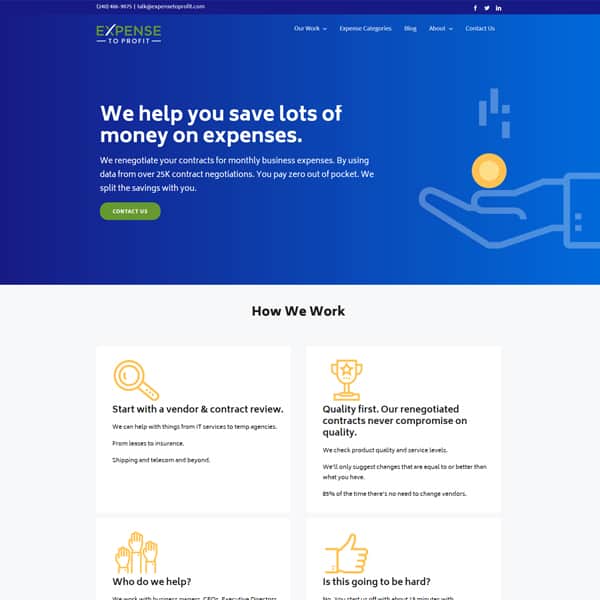 (240) 466-9075 | talk@expensetoprofit.com
EXPENSE
TO PROFIT
Our Work
Expense Categories
Blog
About
Contact Us
We help you save lots of
money on expenses.
We renegotiate your contracts for monthly business expenses. By using
data from over 25K contract negotiations. You pay zero out of pocket. We
split the savings with you.
CONTACT US
How We Work
Start with a vendor & contract review.
We can help with things from IT services to temp agencies.
From leases to insurence.
Shipping and telecom and beyond.
Quality first. Our renegotiated
contracts never compromise on
quality.
We check product quality and service levels.
We'll only suggest changes that are equal to or better than
what you have.
85% of the time there's no need to change vendors.
Who do we help?
We work with business owners, CFOs, Executive Directors
Is this going to be hard?
No. You start us off with about 15 minutes with